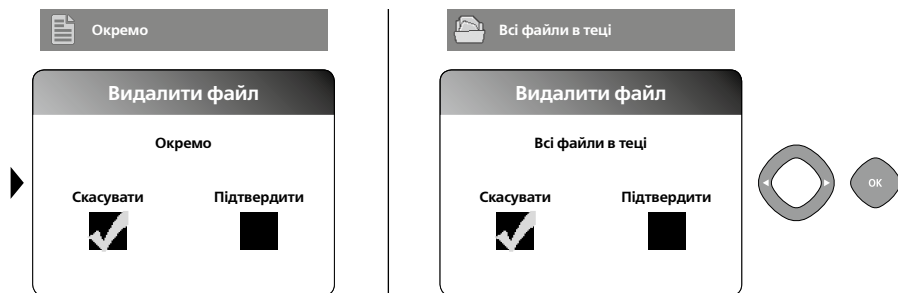 Окремо
Видалити файл
Окремо
Скасувати Підтвердити
Всі файли в теці
Видалити файл
Всі файли в теці
Скасувати Підтвердити
OK